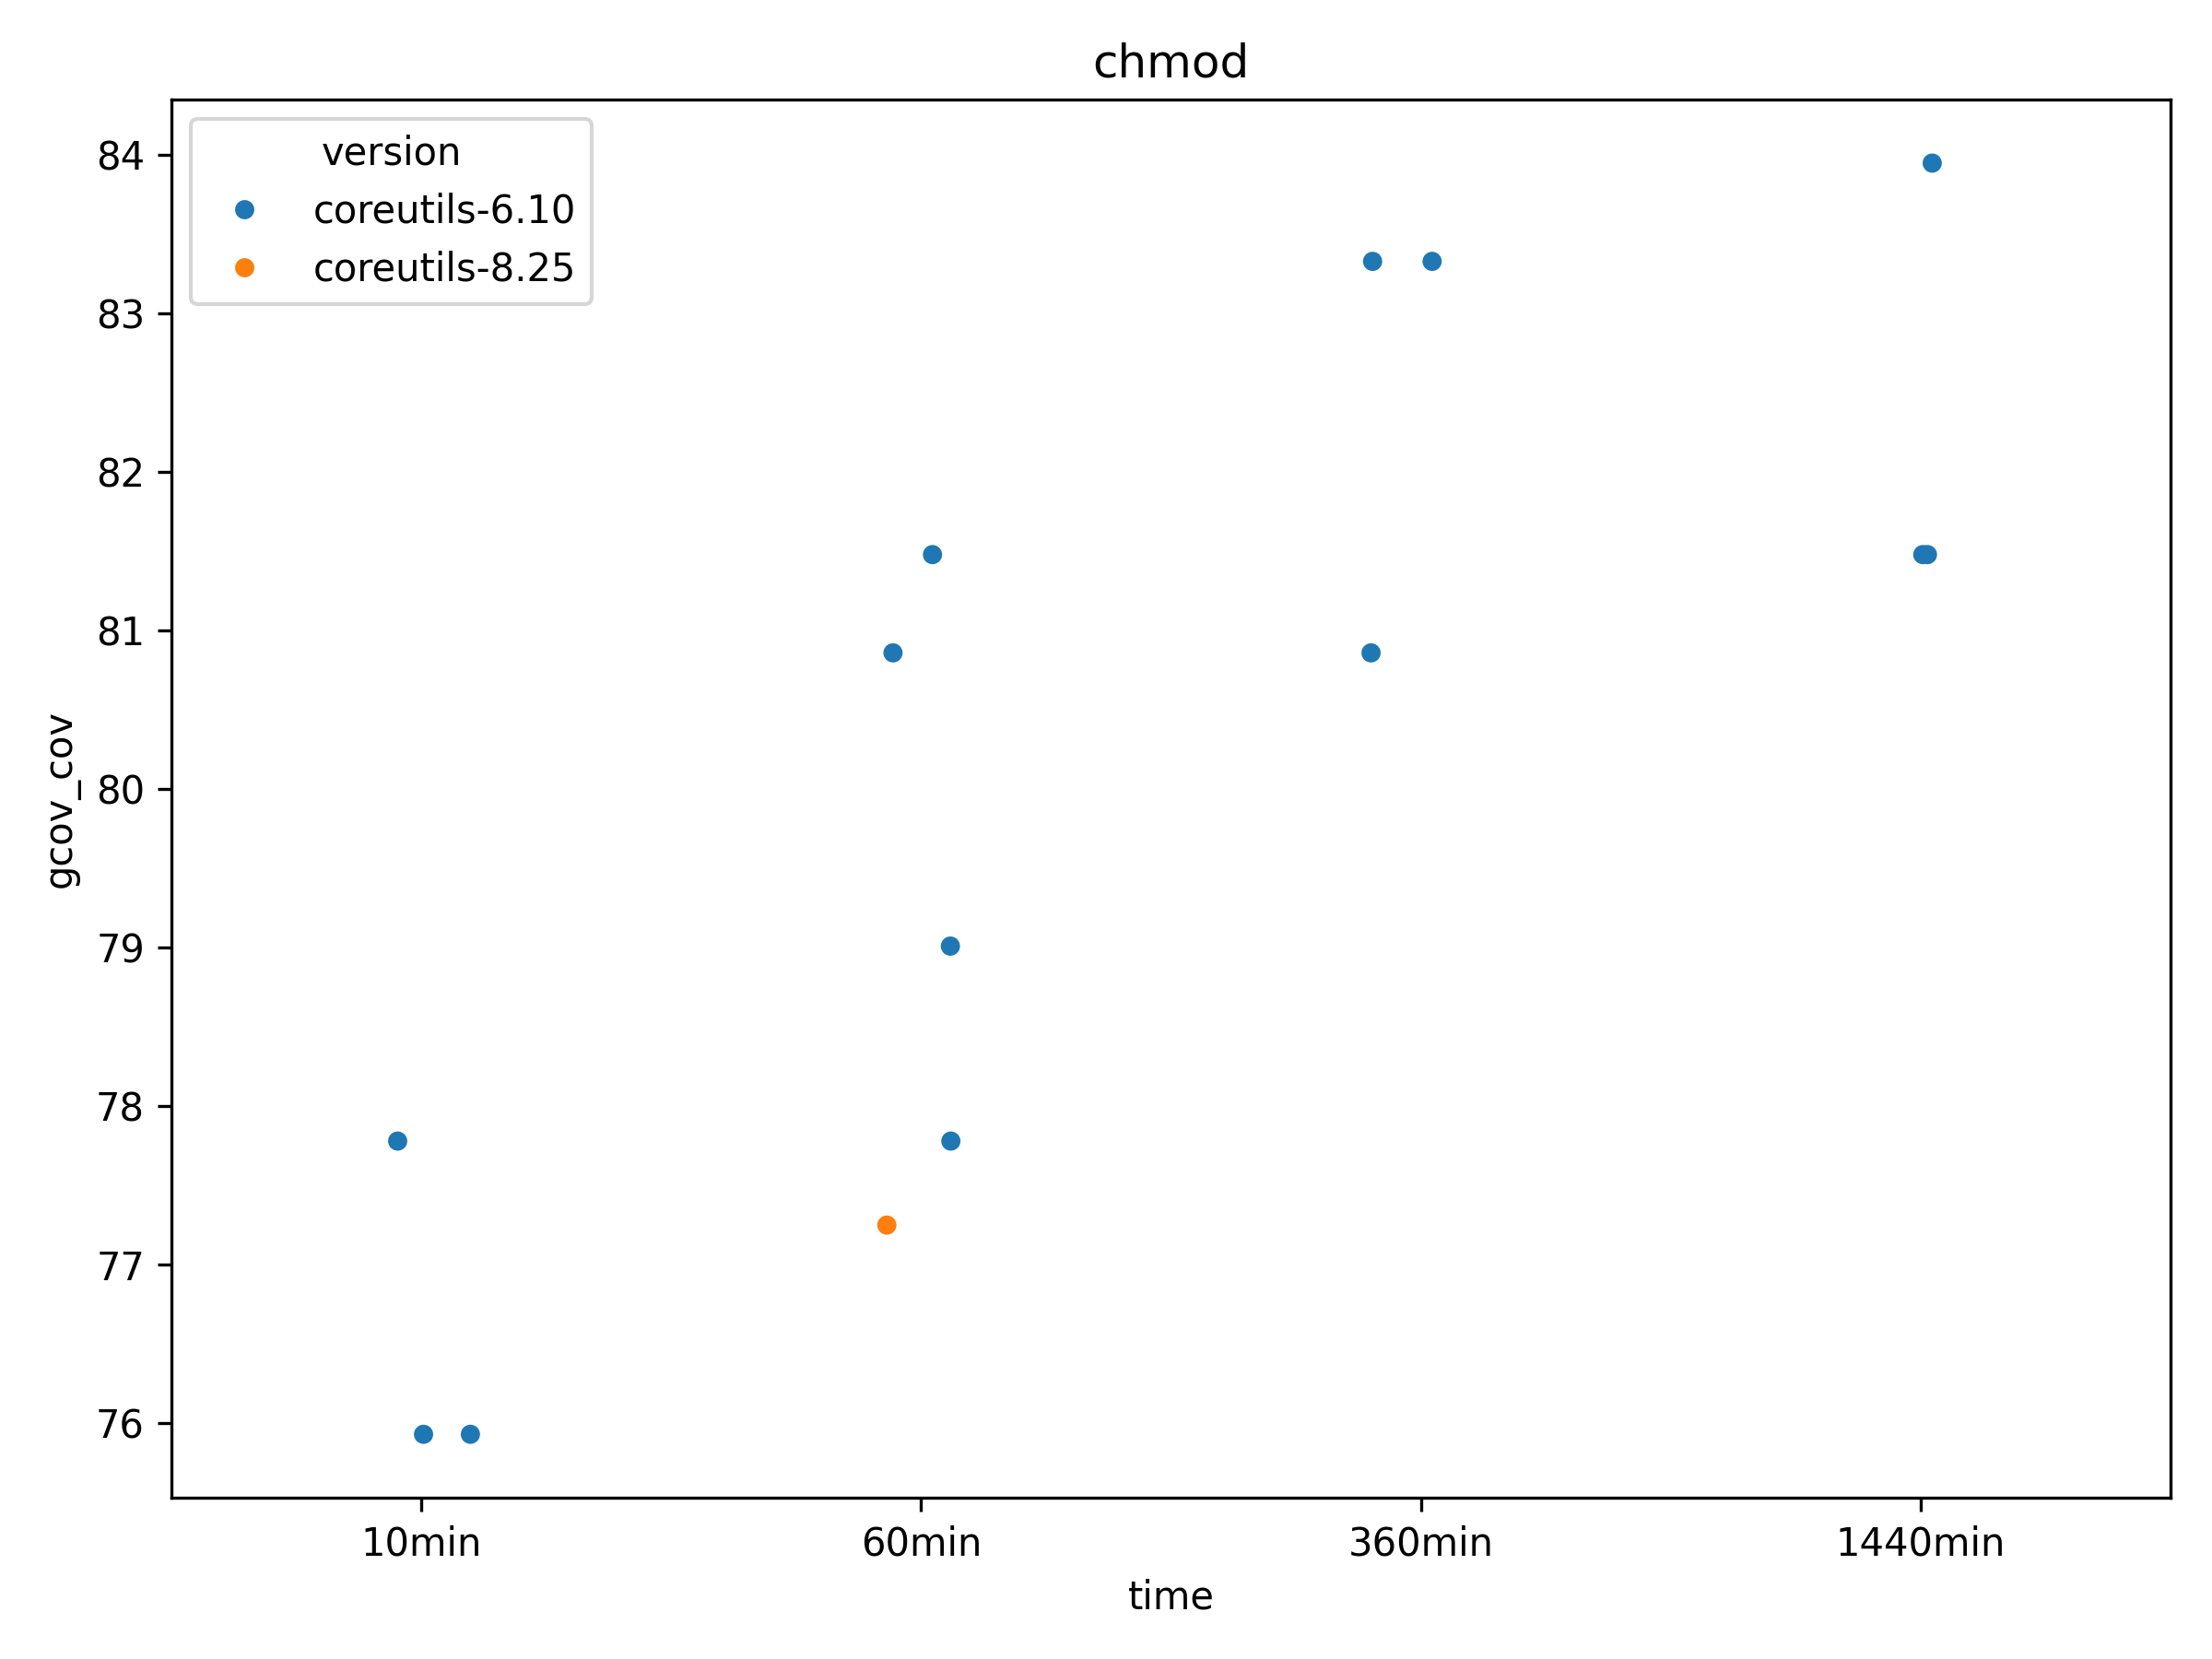 chmod
version
coreutils-6.10
coreutils-8.25
84
83
82
81
80
79
78
77
76
gcov_cov
10min
60min
360min
1440min
time